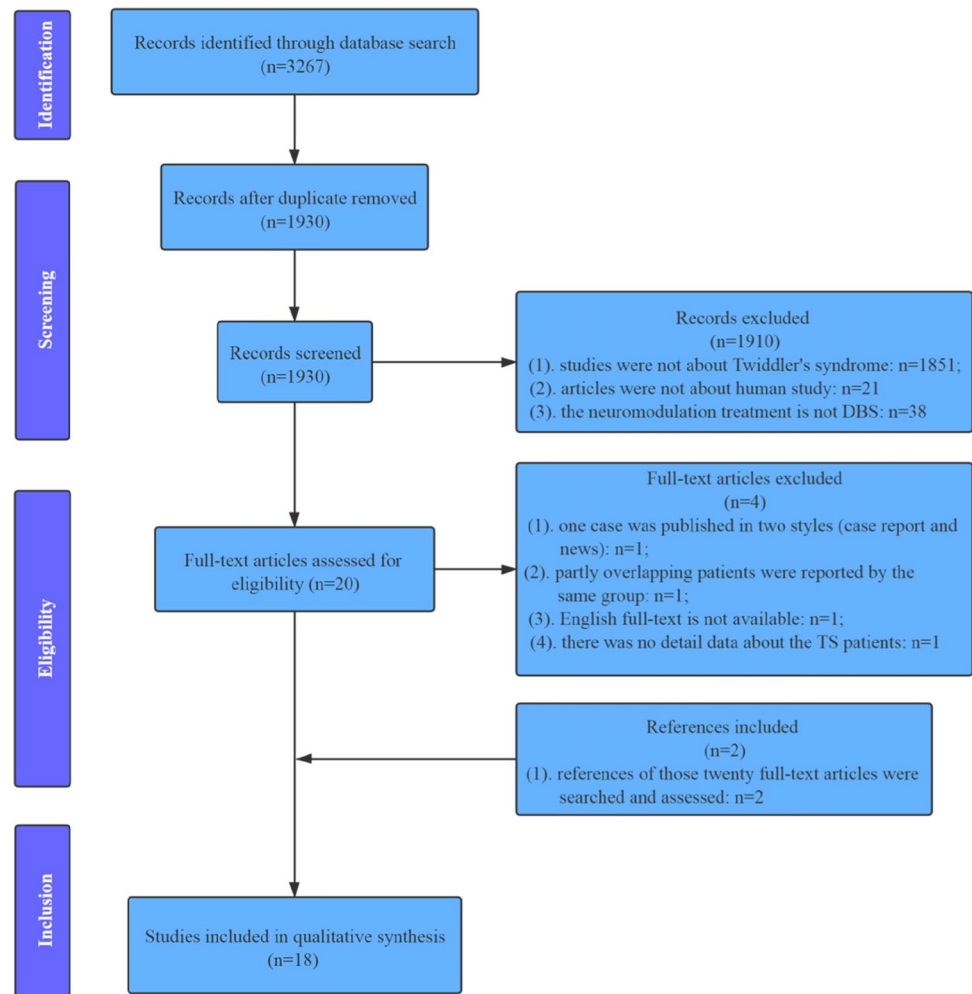 Identification
Records identified through database search
(n=3267)
Records after duplicate removed
(n=1930)
Screening
Records screened
(n=1930)
Records excluded
(n=1910)
(1). studies were not about Twiddler's syndrome: n=1851;
(2). articles were not about human study: n=21
(3). the neuromodulation treatment is not DBS: n=38
Eligibility
Full-text articles assessed for
eligibility (n=20)
Full-text articles excluded
(n=4)
(1). one case was published in two styles (case report and
news): n=1;
(2). partly overlapping patients were reported by the
same group: n=1;
(3). English full-text is not available: n=1;
(4). there was no detail data about the TS patients: n=1
References included
(n=2)
(1). references of those twenty full-text articles were
searched and assessed: n=2
Inclusion
Studies included in qualitative synthesis
(n=18)